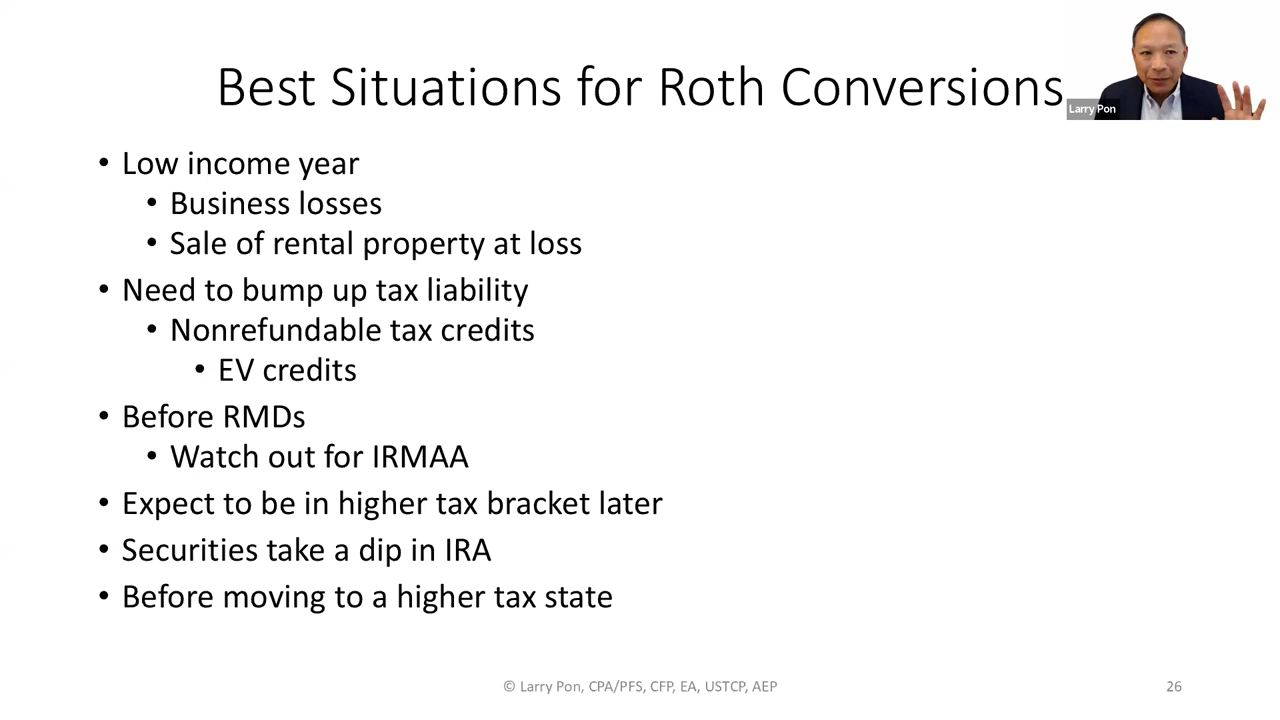 Best Situations for Roth Conversions
Larry Pon
• Low income year
• Business losses
• Sale of rental property at loss
• Need to bump up tax liability
• Nonrefundable tax credits
• EV credits
• Before RMDs
• Watch out for IRMAA
• Expect to be in higher tax bracket later
• Securities take a dip in IRA
• Before moving to a higher tax state
© Larry Pon, CPA/PFS, CFP, EA, USTCP, AEP
26